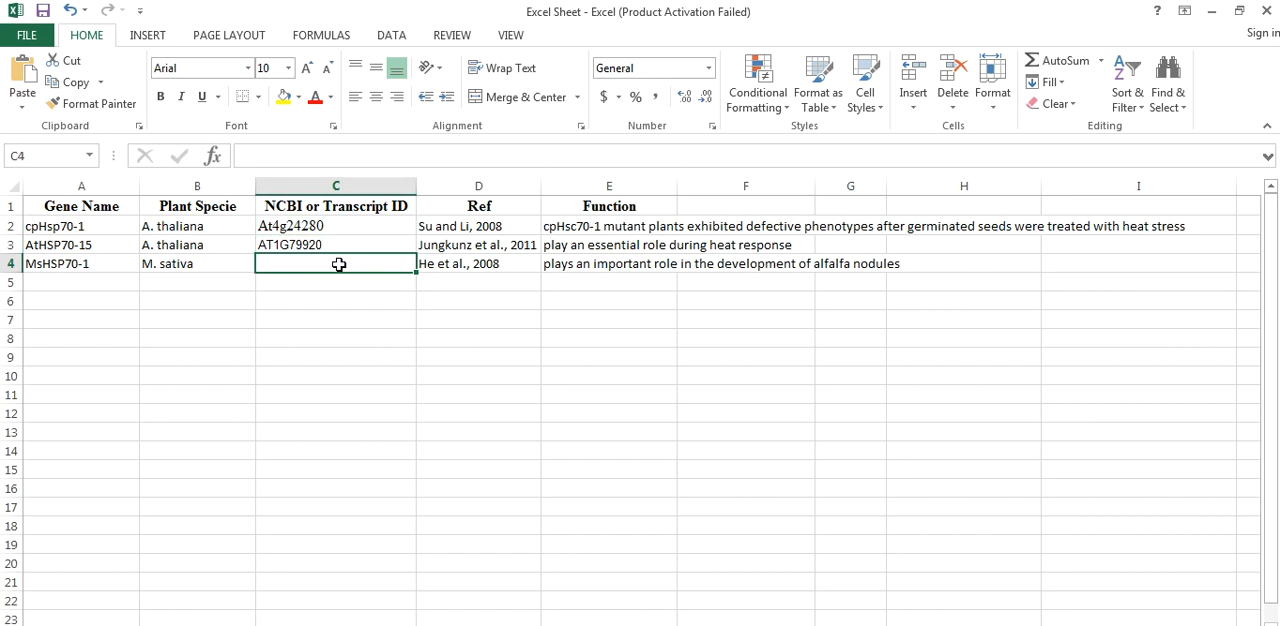 Excel Sheet - Excel (Product Activation Failed)
?
FILE HOME INSERT PAGE LAYOUT FORMULAS DATA REVIEW VIEW Sign in
Paste
Cut
Copy
Format Painter
Clipboard
Arial 10 A A
B I U A
Font
Wrap Text
Merge & Center
Alignment
General
$ % ,
Number
Conditional Formatting
Format as Table
Cell Styles
Styles
Insert
Delete
Format
Cells
AutoSum
Fill
Clear
Sort & Filter
Find & Select
Editing
C4 fx
A B C D E F G H I
1 Gene Name Plant Specie NCBI or Transcript ID Ref Function
2 cpHsp70-1 A. thaliana At4g24280 Su and Li, 2008 cpHsc70-1 mutant plants exhibited defective phenotypes after germinated seeds were treated with heat stress
3 AtHSP70-15 A. thaliana AT1G79920 Jungkunz et al., 2011 play an essential role during heat response
4 MsHSP70-1 M. sativa He et al., 2008 plays an important role in the development of alfalfa nodules
5
6
7
8
9
10
11
12
13
14
15
16
17
18
19
20
21
22
23